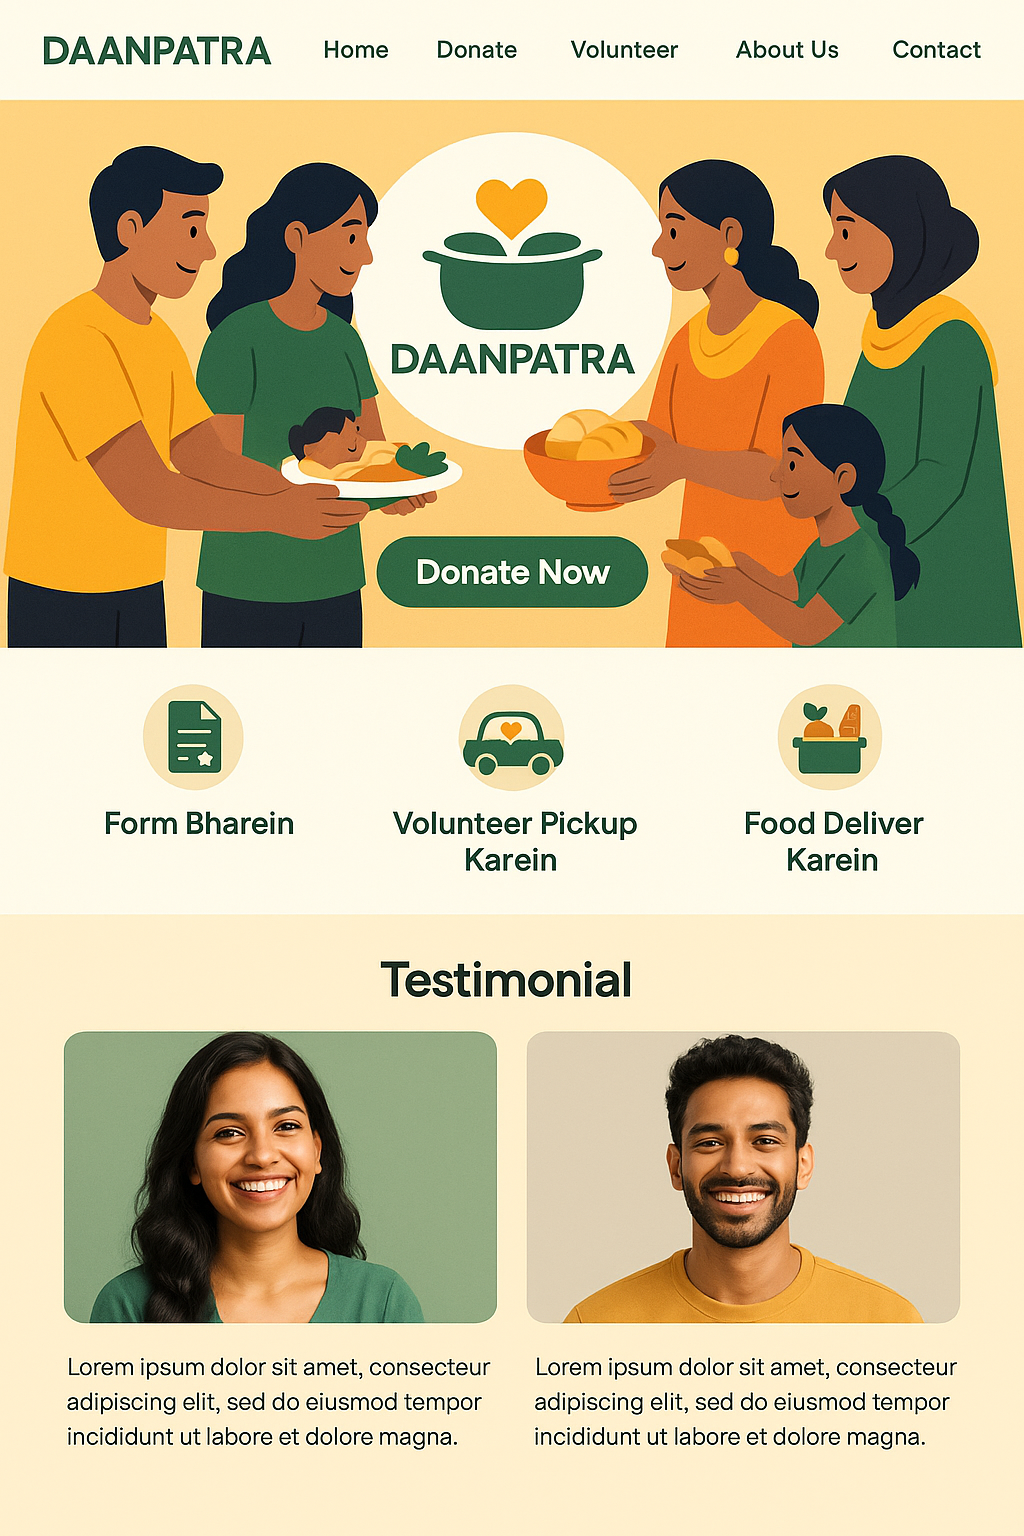 DAANPATRA Home Donate Volunteer About Us Contact
DAANPATRA
Donate Now
Form Bharein
Volunteer Pickup
Karein
Food Deliver
Karein
Testimonial
Lorem ipsum dolor sit amet, consecteur
adipiscing elit, sed do eiusmod tempor
incididunt ut labore et dolore magna.
Lorem ipsum dolor sit amet, consecteur
adipiscing elit, sed do eiusmod tempor
incididunt ut labore et dolore magna.